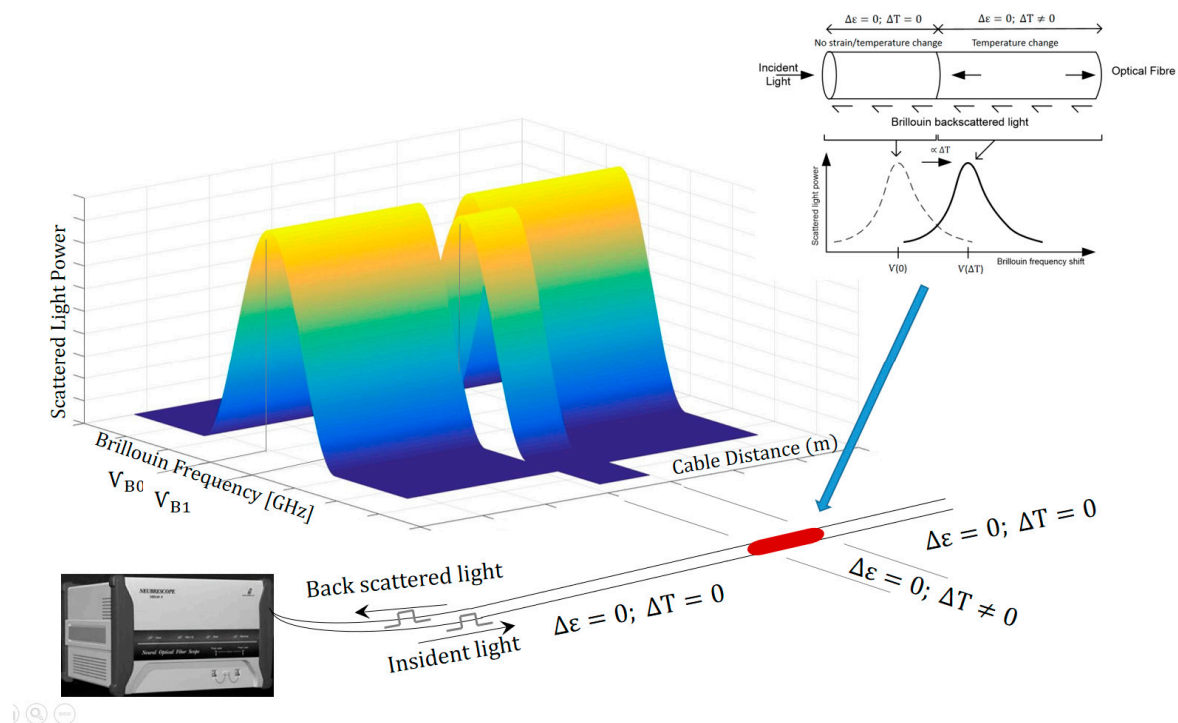 Δε = 0; ΔT = 0
Δε = 0; ΔT ≠ 0
No strain/temperature change
Temperature change
Incident
Light
Optical Fibre
Brillouin backscattered light
∝ ΔT
Scattered light power
V(0)
V(ΔT)
Brillouin frequency shift
Scattered Light Power
Brillouin Frequency [GHz]
V_B0
V_B1
Cable Distance (m)
Δε = 0; ΔT = 0
Δε = 0; ΔT ≠ 0
Δε = 0; ΔT = 0
Back scattered light
Insident light
NEUBRESCOPE
Neural Optical Fiber Scope